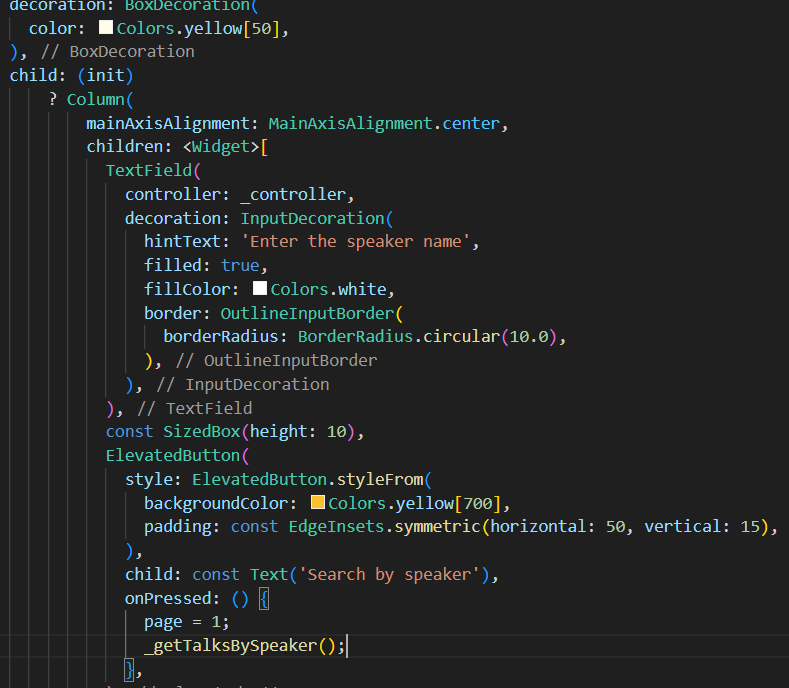 decoration: BoxDecoration(
  color: Colors.yellow[50],
), // BoxDecoration
child: (init)
    ? Column(
        mainAxisAlignment: MainAxisAlignment.center,
        children: <Widget>[
          TextField(
            controller: _controller,
            decoration: InputDecoration(
              hintText: 'Enter the speaker name',
              filled: true,
              fillColor: Colors.white,
              border: OutlineInputBorder(
                borderRadius: BorderRadius.circular(10.0),
              ), // OutlineInputBorder
            ), // InputDecoration
          ), // TextField
          const SizedBox(height: 10),
          ElevatedButton(
            style: ElevatedButton.styleFrom(
              backgroundColor: Colors.yellow[700],
              padding: const EdgeInsets.symmetric(horizontal: 50, vertical: 15),
            ),
            child: const Text('Search by speaker'),
            onPressed: () {
              page = 1;
              _getTalksBySpeaker();
            },